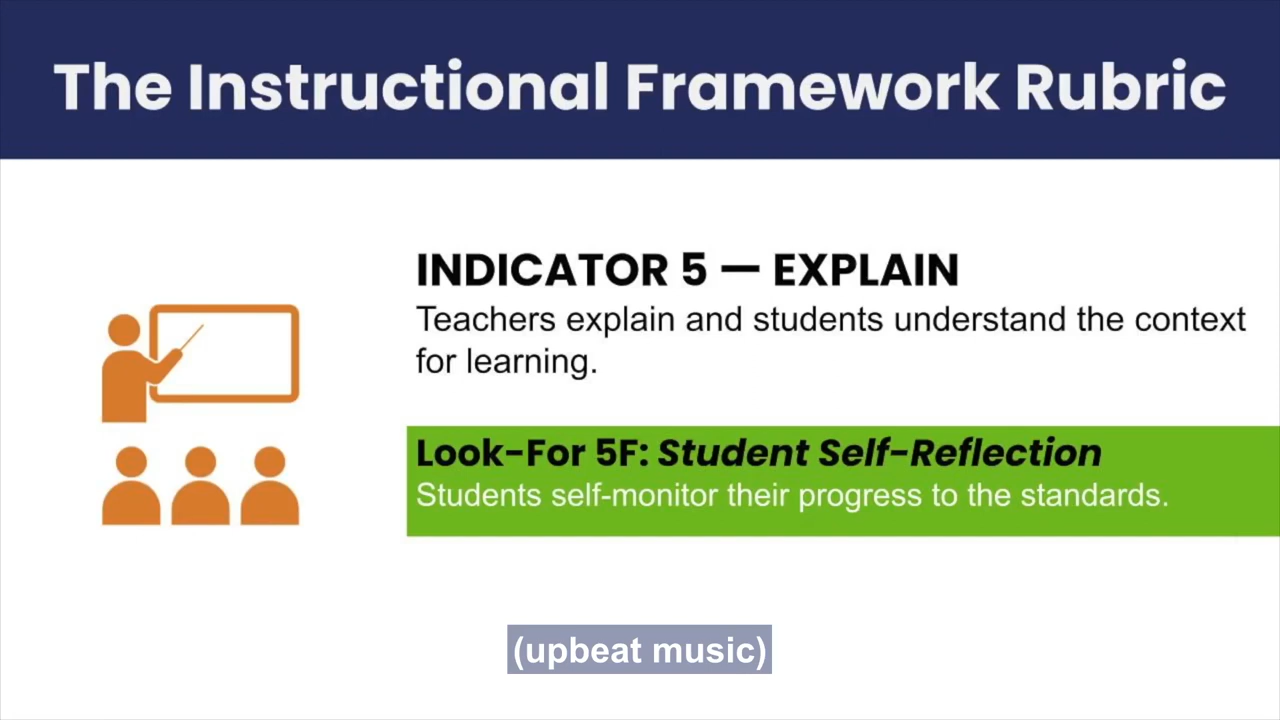 The Instructional Framework Rubric
INDICATOR 5 — EXPLAIN
Teachers explain and students understand the context
for learning.
Look-For 5F: Student Self-Reflection
Students self-monitor their progress to the standards.
(upbeat music)